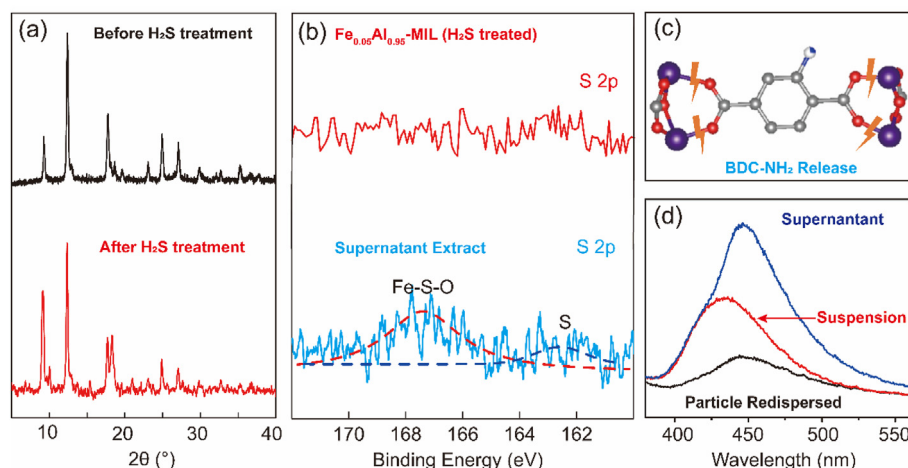 (a)
Before H₂S treatment
After H₂S treatment
10 20 30 40
2θ (°)
(b)
Fe0.05Al0.95-MIL (H₂S treated)
S 2p
Supernatant Extract
S 2p
Fe-S-O
S
170 168 166 164 162
Binding Energy (eV)
(c)
BDC-NH₂ Release
(d)
Supernantant
Suspension
Particle Redispersed
400 450 500 550
Wavelength (nm)